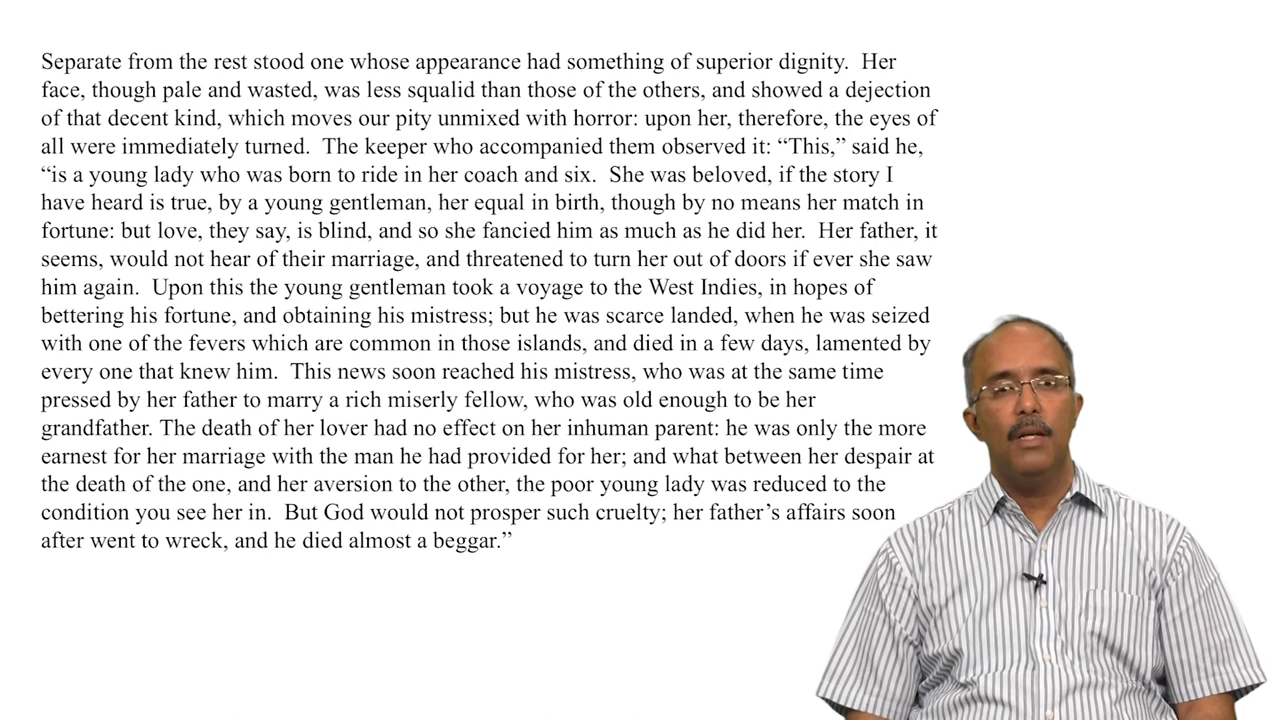 Separate from the rest stood one whose appearance had something of superior dignity.  Her
face, though pale and wasted, was less squalid than those of the others, and showed a dejection
of that decent kind, which moves our pity unmixed with horror: upon her, therefore, the eyes of
all were immediately turned.  The keeper who accompanied them observed it: “This,” said he,
“is a young lady who was born to ride in her coach and six.  She was beloved, if the story I
have heard is true, by a young gentleman, her equal in birth, though by no means her match in
fortune: but love, they say, is blind, and so she fancied him as much as he did her.  Her father, it
seems, would not hear of their marriage, and threatened to turn her out of doors if ever she saw
him again.  Upon this the young gentleman took a voyage to the West Indies, in hopes of
bettering his fortune, and obtaining his mistress; but he was scarce landed, when he was seized
with one of the fevers which are common in those islands, and died in a few days, lamented by
every one that knew him.  This news soon reached his mistress, who was at the same time
pressed by her father to marry a rich miserly fellow, who was old enough to be her
grandfather. The death of her lover had no effect on her inhuman parent: he was only the more
earnest for her marriage with the man he had provided for her; and what between her despair at
the death of the one, and her aversion to the other, the poor young lady was reduced to the
condition you see her in.  But God would not prosper such cruelty; her father’s affairs soon
after went to wreck, and he died almost a beggar.”